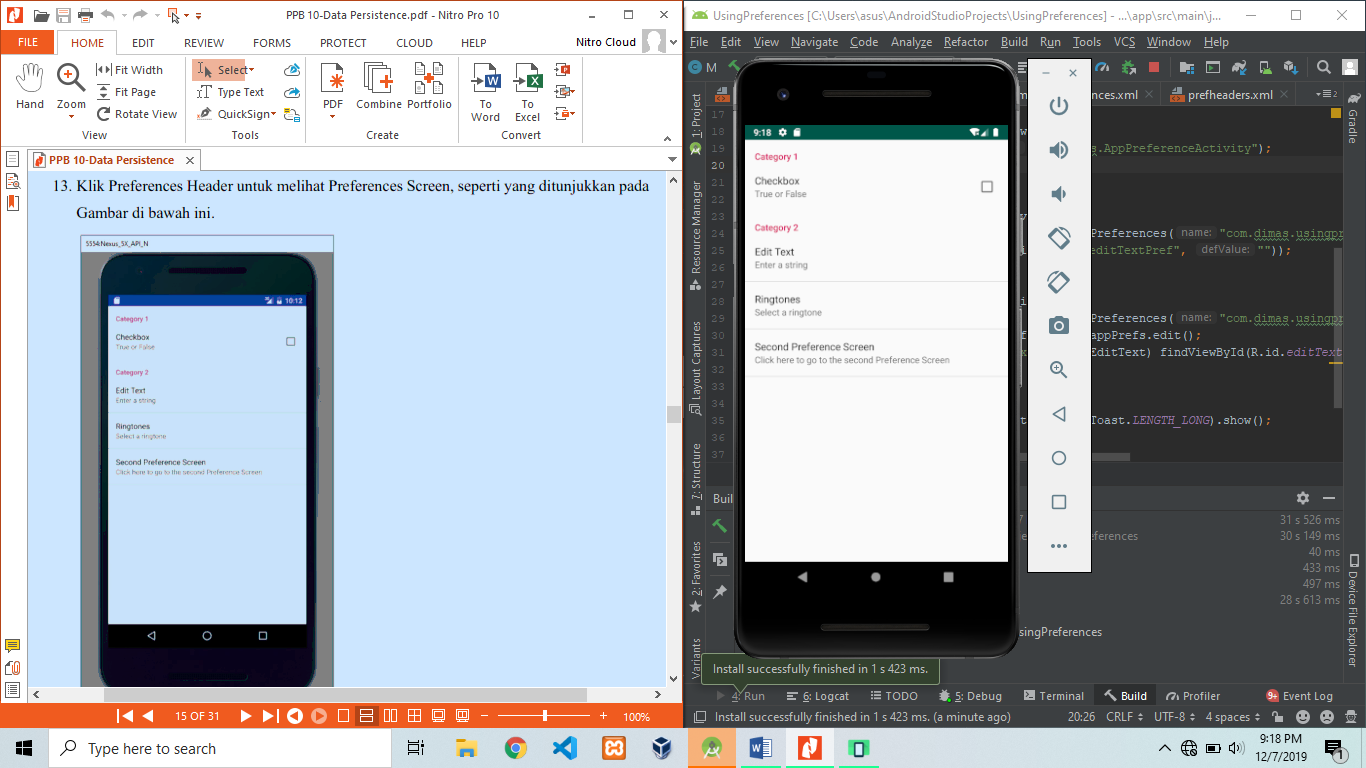 PPB 10-Data Persistence.pdf - Nitro Pro 10
FILE HOME EDIT REVIEW FORMS PROTECT CLOUD HELP Nitro Cloud
Hand
Zoom
Fit Width
Fit Page
Rotate View
View
Select
Type Text
QuickSign
Tools
PDF
Combine
Portfolio
Create
To Word
To Excel
Convert
PPB 10-Data Persistence
13. Klik Preferences Header untuk melihat Preferences Screen, seperti yang ditunjukkan pada
Gambar di bawah ini.
5554:Nexus_5X_API_N
10:12
Category 1
Checkbox
True or False
Category 2
Edit Text
Enter a string
Ringtones
Select a ringtone
Second Preference Screen
Click here to go to the second Preference Screen
15 OF 31
100%
UsingPreferences [C:\Users\asus\AndroidStudioProjects\UsingPreferences] - ...\app\src\main\j...
File Edit View Navigate Code Analyze Refactor Build Run Tools VCS Window Help
M
nces.xml
prefheaders.xml
2
1: Project
Resource Manager
Layout Captures
7: Structure
2: Favorites
Variants
Gradle
Device File Explorer
17
18
19
20
21
22
23
24
25
26
27
28
29
30
31
32
33
34
35
36
37
s.AppPreferenceActivity");
Preferences( name: "com.dimas.usingpr
editTextPref", defValue: ""));
Preferences( name: "com.dimas.usingpr
appPrefs.edit();
EditText) findViewById(R.id.editText
Toast.LENGTH_LONG).show();
9:18
Category 1
Checkbox
True or False
Category 2
Edit Text
Enter a string
Ringtones
Select a ringtone
Second Preference Screen
Click here to go to the second Preference Screen
Buil
31 s 526 ms
eferences 30 s 149 ms
40 ms
433 ms
497 ms
28 s 613 ms
singPreferences
Install successfully finished in 1 s 423 ms.
4: Run 6: Logcat TODO 5: Debug Terminal Build Profiler 9+ Event Log
Install successfully finished in 1 s 423 ms. (a minute ago) 20:26 CRLF UTF-8 4 spaces
Type here to search
9:18 PM
12/7/2019
1